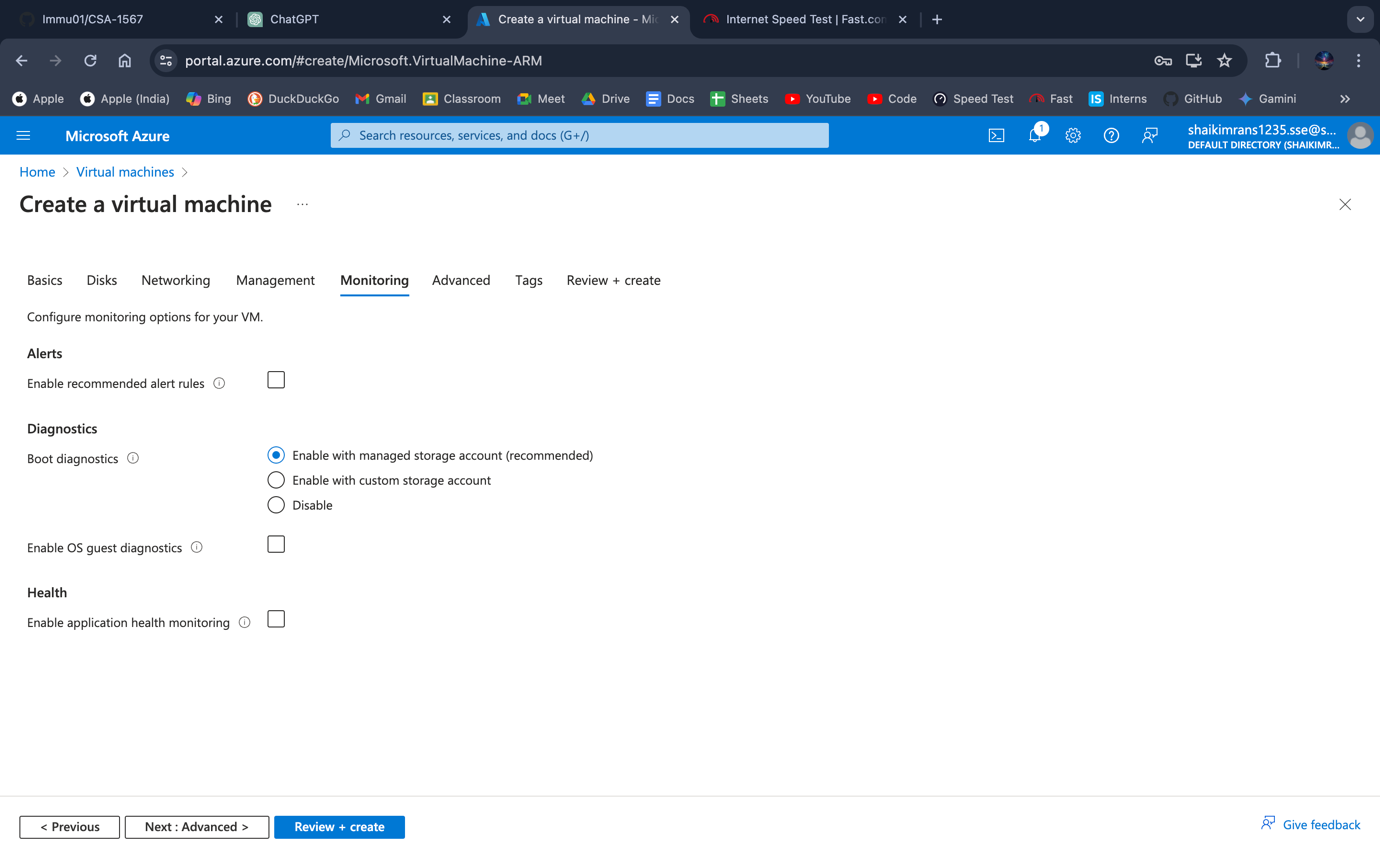 Immu01/CSA-1567
ChatGPT
Create a virtual machine - Mic
Internet Speed Test | Fast.com
portal.azure.com/#create/Microsoft.VirtualMachine-ARM
Apple Apple (India) Bing DuckDuckGo Gmail Classroom Meet Drive Docs Sheets YouTube Code Speed Test Fast IS Interns GitHub Gamini
Microsoft Azure
Search resources, services, and docs (G+/)
1
shaikimrans1235.sse@s...
DEFAULT DIRECTORY (SHAIKIMR...
Home > Virtual machines >
Create a virtual machine ...
Basics Disks Networking Management Monitoring Advanced Tags Review + create
Configure monitoring options for your VM.
Alerts
Enable recommended alert rules
Diagnostics
Boot diagnostics
Enable with managed storage account (recommended)
Enable with custom storage account
Disable
Enable OS guest diagnostics
Health
Enable application health monitoring
< Previous
Next : Advanced >
Review + create
Give feedback